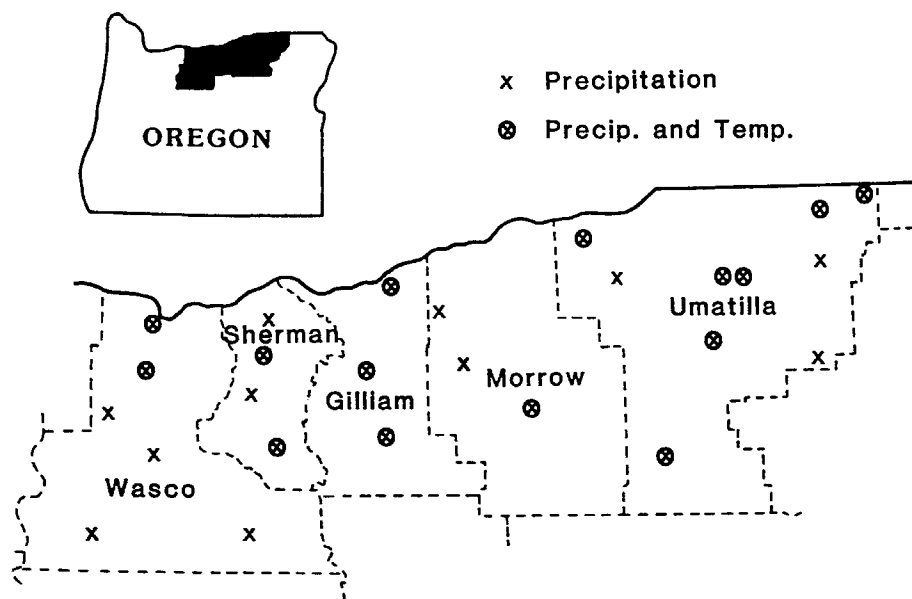 OREGON
x Precipitation
⊗ Precip. and Temp.
Sherman
Umatilla
Morrow
Gilliam
Wasco